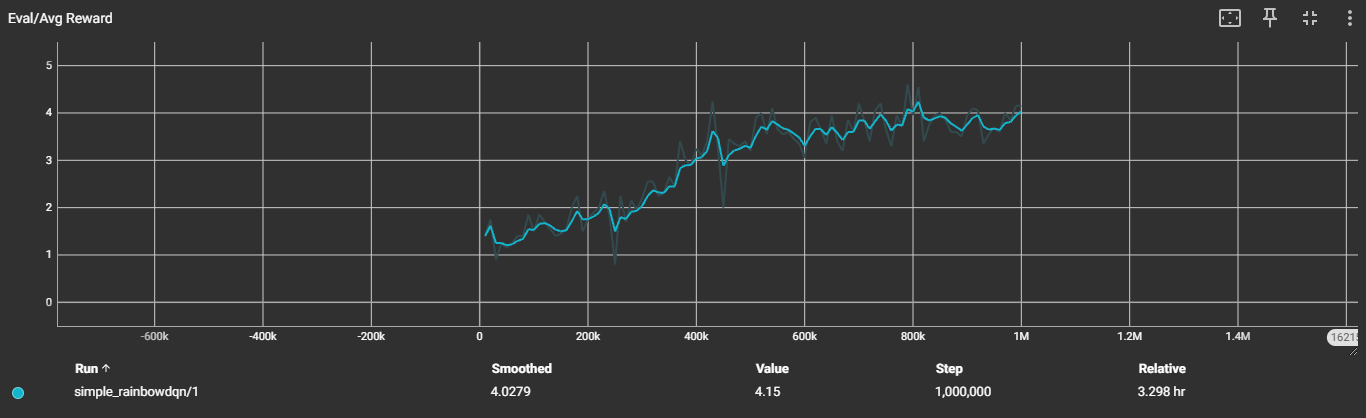 Eval/Avg Reward
5
4
3
2
1
0
-600k -400k -200k 0 200k 400k 600k 800k 1M 1.2M 1.4M
Run Smoothed Value Step Relative
simple_rainbowdqn/1 4.0279 4.15 1,000,000 3.298 hr